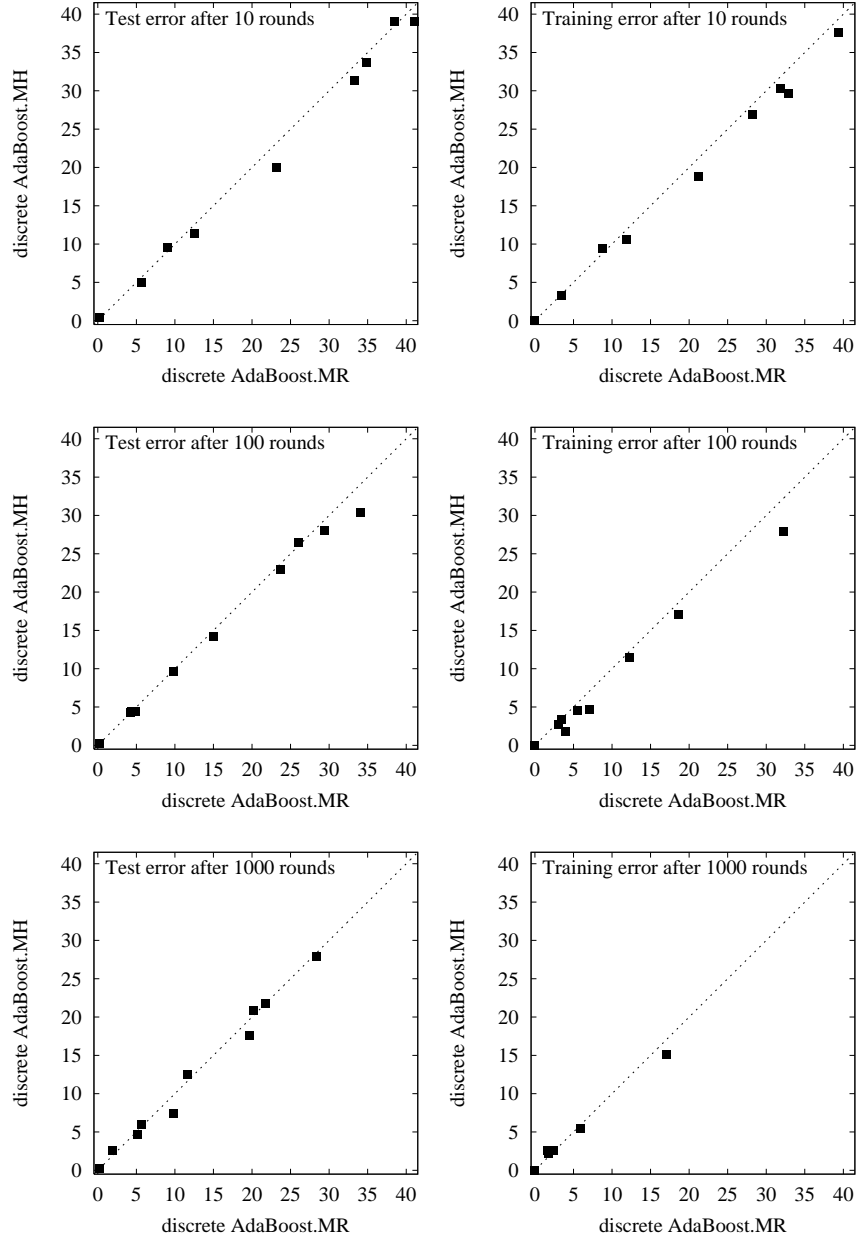 Test error after 10 rounds
40
35
30
25
20
15
10
5
0
discrete AdaBoost.MH
0 5 10 15 20 25 30 35 40
discrete AdaBoost.MR
Training error after 10 rounds
40
35
30
25
20
15
10
5
0
discrete AdaBoost.MH
0 5 10 15 20 25 30 35 40
discrete AdaBoost.MR
Test error after 100 rounds
40
35
30
25
20
15
10
5
0
discrete AdaBoost.MH
0 5 10 15 20 25 30 35 40
discrete AdaBoost.MR
Training error after 100 rounds
40
35
30
25
20
15
10
5
0
discrete AdaBoost.MH
0 5 10 15 20 25 30 35 40
discrete AdaBoost.MR
Test error after 1000 rounds
40
35
30
25
20
15
10
5
0
discrete AdaBoost.MH
0 5 10 15 20 25 30 35 40
discrete AdaBoost.MR
Training error after 1000 rounds
40
35
30
25
20
15
10
5
0
discrete AdaBoost.MH
0 5 10 15 20 25 30 35 40
discrete AdaBoost.MR